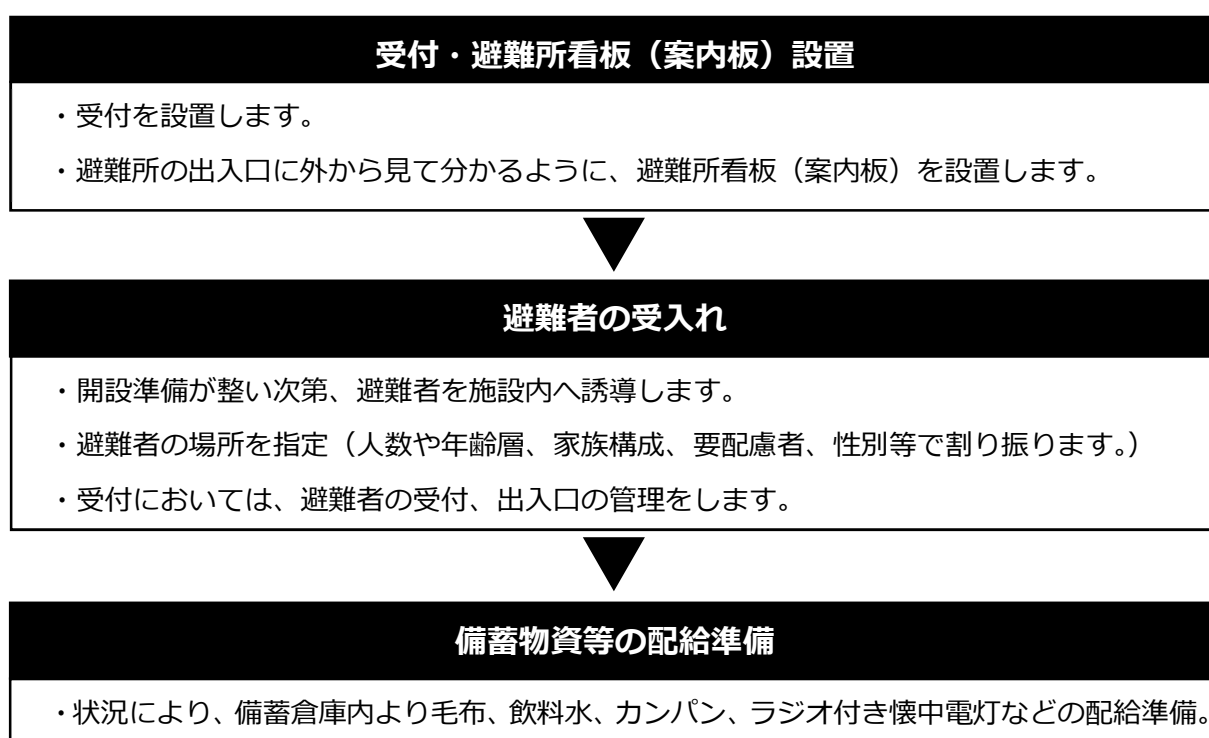 受付・避難所看板（案内板）設置
・受付を設置します。
・避難所の出入口に外から見て分かるように、避難所看板（案内板）を設置します。
避難者の受入れ
・開設準備が整い次第、避難者を施設内へ誘導します。
・避難者の場所を指定（人数や年齢層、家族構成、要配慮者、性別等で割り振ります。）
・受付においては、避難者の受付、出入口の管理をします。
備蓄物資等の配給準備
・状況により、備蓄倉庫内より毛布、飲料水、カンパン、ラジオ付き懐中電灯などの配給準備。